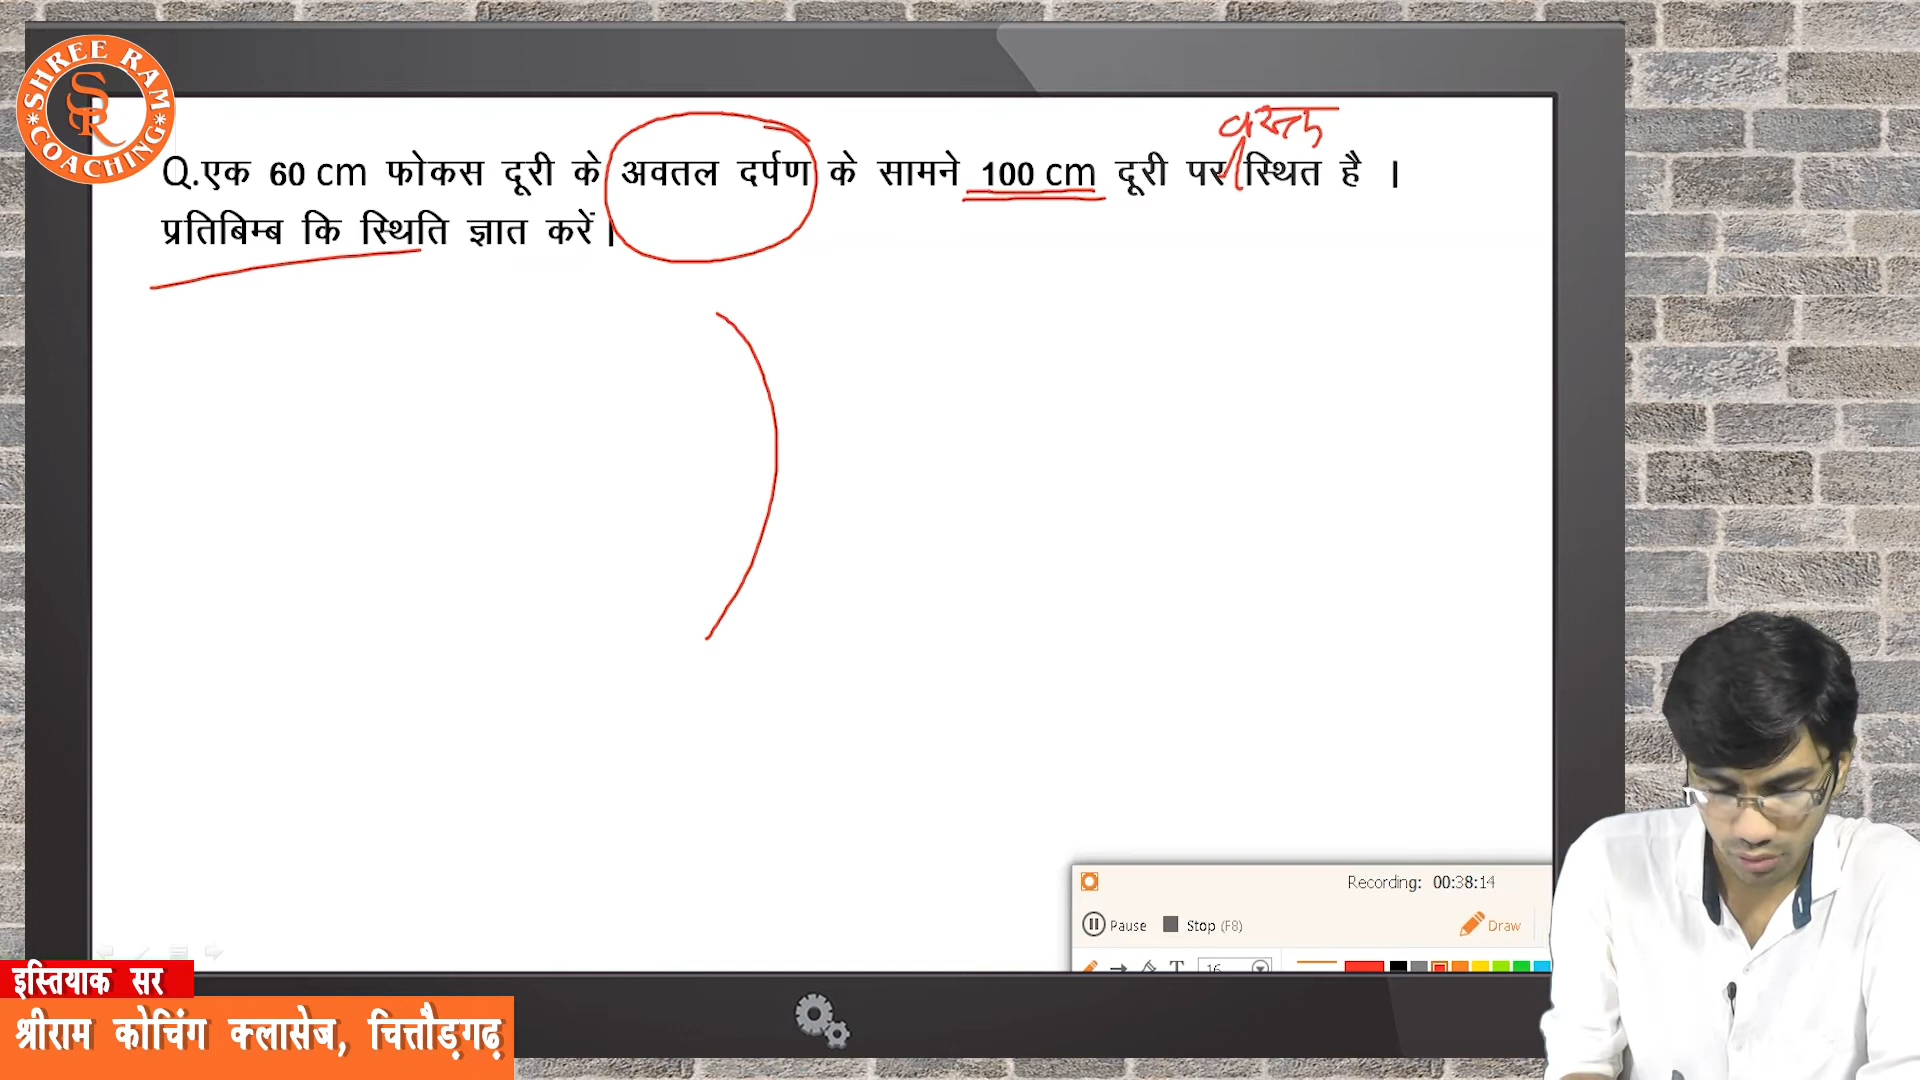 SHREE RAM
SR
COACHING
वस्तु
Q.एक 60 cm फोकस दूरी के अवतल दर्पण के सामने 100 cm दूरी पर स्थित है ।
प्रतिबिम्ब कि स्थिति ज्ञात करें।
Recording: 00:38:14
Pause Stop (F8) Draw
T 16
इस्तियाक सर
श्रीराम कोचिंग क्लासेज, चित्तौड़गढ़